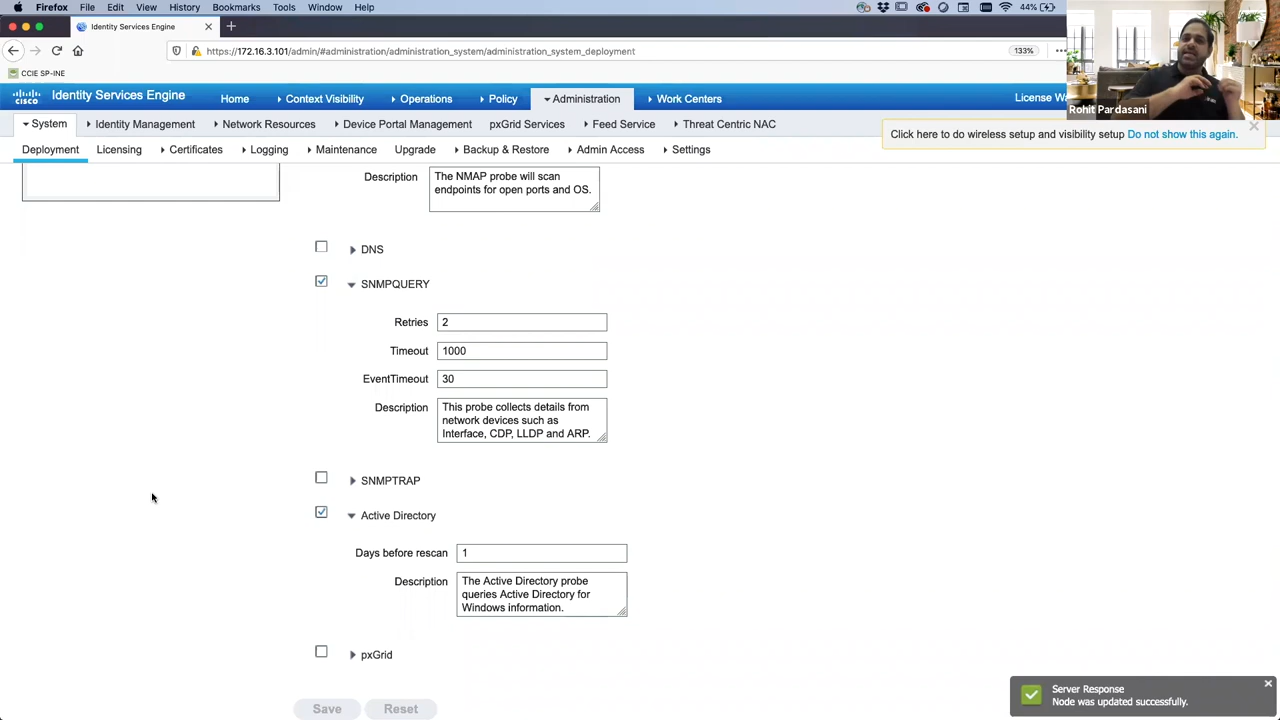 Firefox File Edit View History Bookmarks Tools Window Help
44%
Identity Services Engine
https://172.16.3.101/admin/#administration/administration_system/administration_system_deployment
133%
CCIE SP-INE
cisco
Identity Services Engine
Home
Context Visibility
Operations
Policy
Administration
Work Centers
License Wa
Rohit Pardasani
System
Identity Management
Network Resources
Device Portal Management
pxGrid Services
Feed Service
Threat Centric NAC
Click here to do wireless setup and visibility setup Do not show this again.
Deployment
Licensing
Certificates
Logging
Maintenance
Upgrade
Backup & Restore
Admin Access
Settings
Description
The NMAP probe will scan
endpoints for open ports and OS.
DNS
SNMPQUERY
Retries 2
Timeout 1000
EventTimeout 30
Description
This probe collects details from
network devices such as
Interface, CDP, LLDP and ARP.
SNMPTRAP
Active Directory
Days before rescan 1
Description
The Active Directory probe
queries Active Directory for
Windows information.
pxGrid
Save Reset
Server Response
Node was updated successfully.